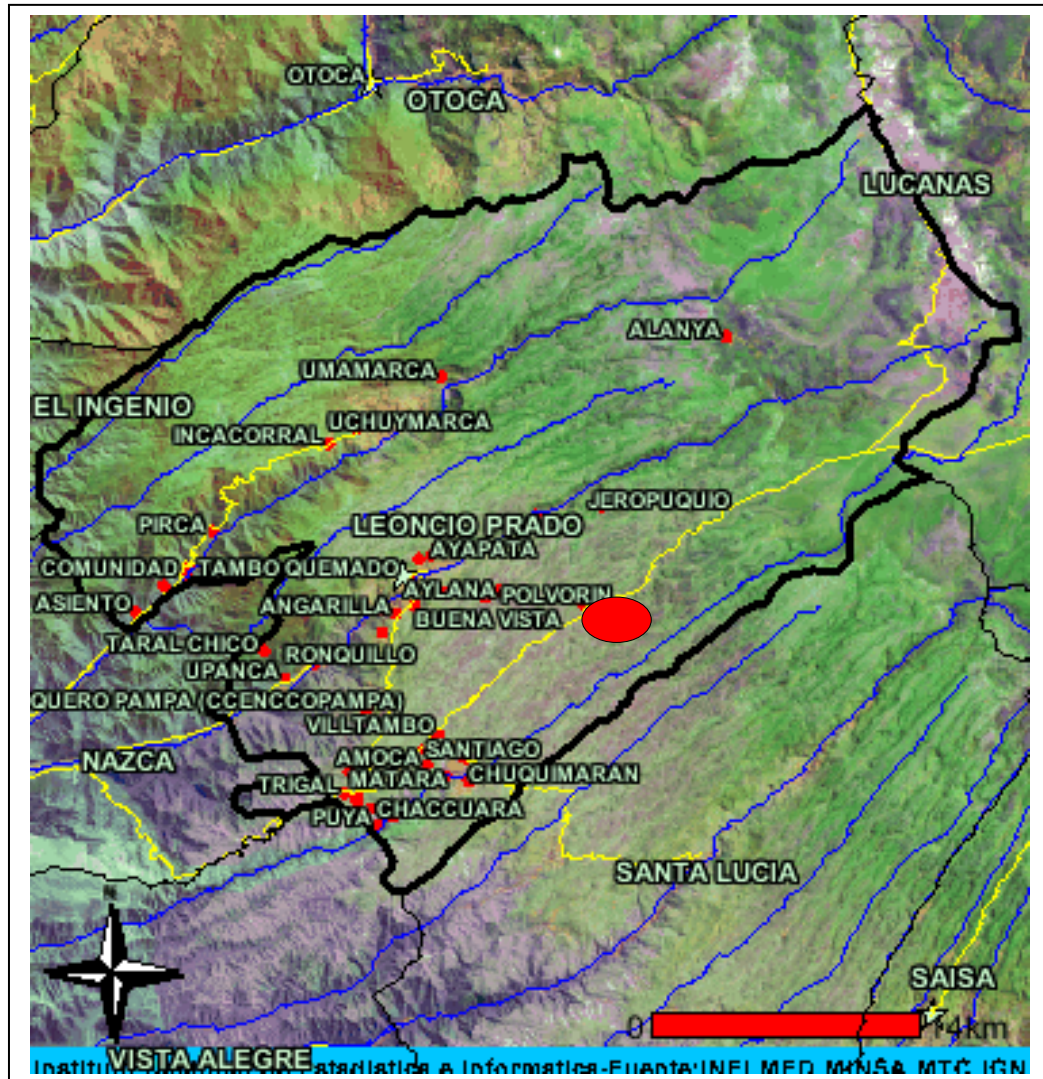 OTOCA
OTOCA
LUCANAS
ALANYA
UMAMARCA
EL INGENIO
UCHUYMARCA
INCACORRAL
JEROPUQUIO
PIRCA
LEONCIO PRADO
AYAPATA
COMUNIDAD
TAMBO QUEMADO
AYLANA
POLVORIN
ASIENTO
ANGARILLA
BUENA VISTA
TARAL CHICO
RONQUILLO
UPANCA
QUERO PAMPA (CCENCCOPAMPA)
VILLTAMBO
SANTIAGO
NAZCA
AMOCA
MATARA
CHUQUIMARAN
TRIGAL
CHACCUARA
PUYA
SANTA LUCIA
SAISA
0 14km
VISTA ALEGRE
e Informatica-Fuente:INEI,MED,MINSA,MTC,IGN